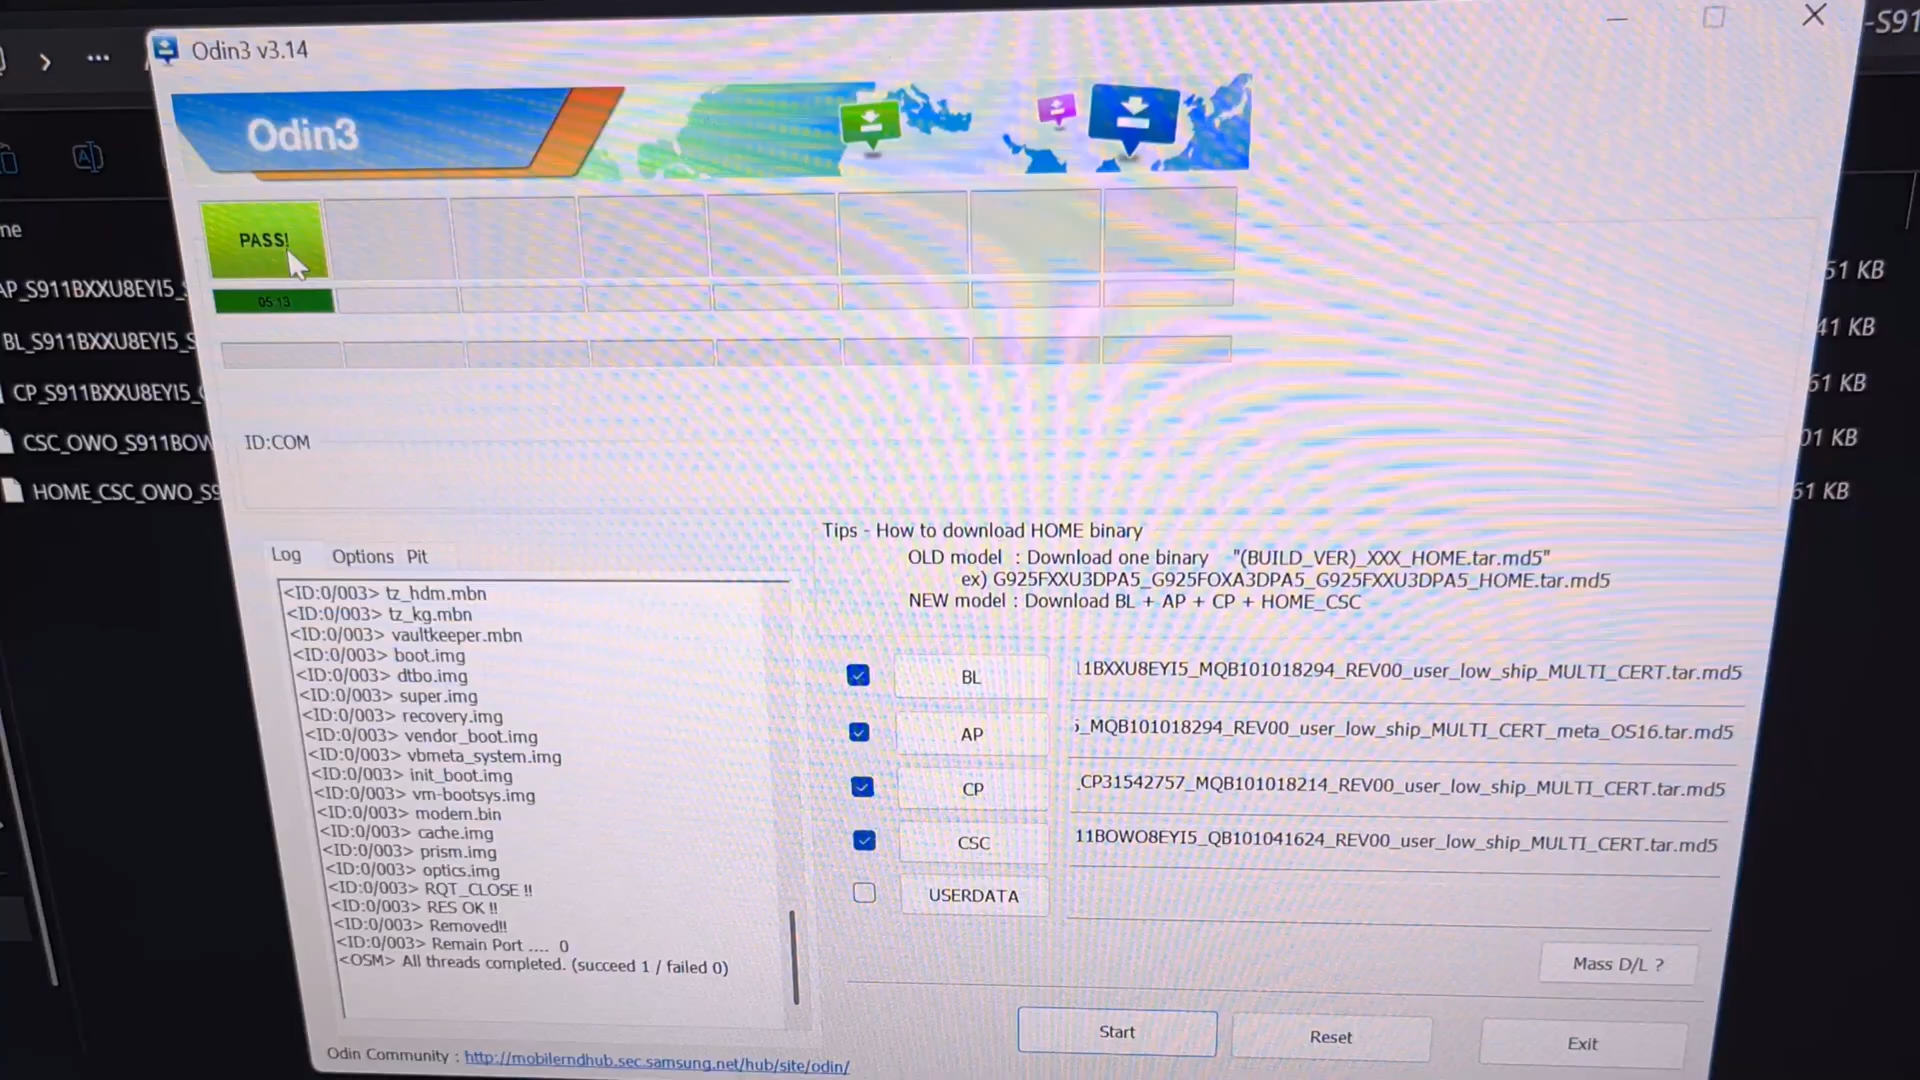 -S91
Odin3 v3.14
Odin3
PASS!
05:13
me
AP_S911BXXU8EYI5_
BL_S911BXXU8EYI5_S
CP_S911BXXU8EYI5_
CSC_OWO_S911BOW
HOME_CSC_OWO_S9
51 KB
41 KB
61 KB
01 KB
61 KB
ID:COM
Log
Options
Pit
<ID:0/003> tz_hdm.mbn
<ID:0/003> tz_kg.mbn
<ID:0/003> vaultkeeper.mbn
<ID:0/003> boot.img
<ID:0/003> dtbo.img
<ID:0/003> super.img
<ID:0/003> recovery.img
<ID:0/003> vendor_boot.img
<ID:0/003> vbmeta_system.img
<ID:0/003> init_boot.img
<ID:0/003> vm-bootsys.img
<ID:0/003> modem.bin
<ID:0/003> cache.img
<ID:0/003> prism.img
<ID:0/003> optics.img
<ID:0/003> RQT_CLOSE !!
<ID:0/003> RES OK !!
<ID:0/003> Removed!!
<ID:0/003> Remain Port .... 0
<OSM> All threads completed. (succeed 1 / failed 0)
Tips - How to download HOME binary
OLD model : Download one binary "(BUILD_VER)_XXX_HOME.tar.md5"
ex) G925FXXU3DPA5_G925FOXA3DPA5_G925FXXU3DPA5_HOME.tar.md5
NEW model : Download BL + AP + CP + HOME_CSC
BL
11BXXU8EYI5_MQB101018294_REV00_user_low_ship_MULTI_CERT.tar.md5
AP
5_MQB101018294_REV00_user_low_ship_MULTI_CERT_meta_OS16.tar.md5
CP
_CP31542757_MQB101018214_REV00_user_low_ship_MULTI_CERT.tar.md5
CSC
11BOWO8EYI5_QB101041624_REV00_user_low_ship_MULTI_CERT.tar.md5
USERDATA
Mass D/L ?
Start
Reset
Exit
Odin Community : http://mobilerndhub.sec.samsung.net/hub/site/odin/